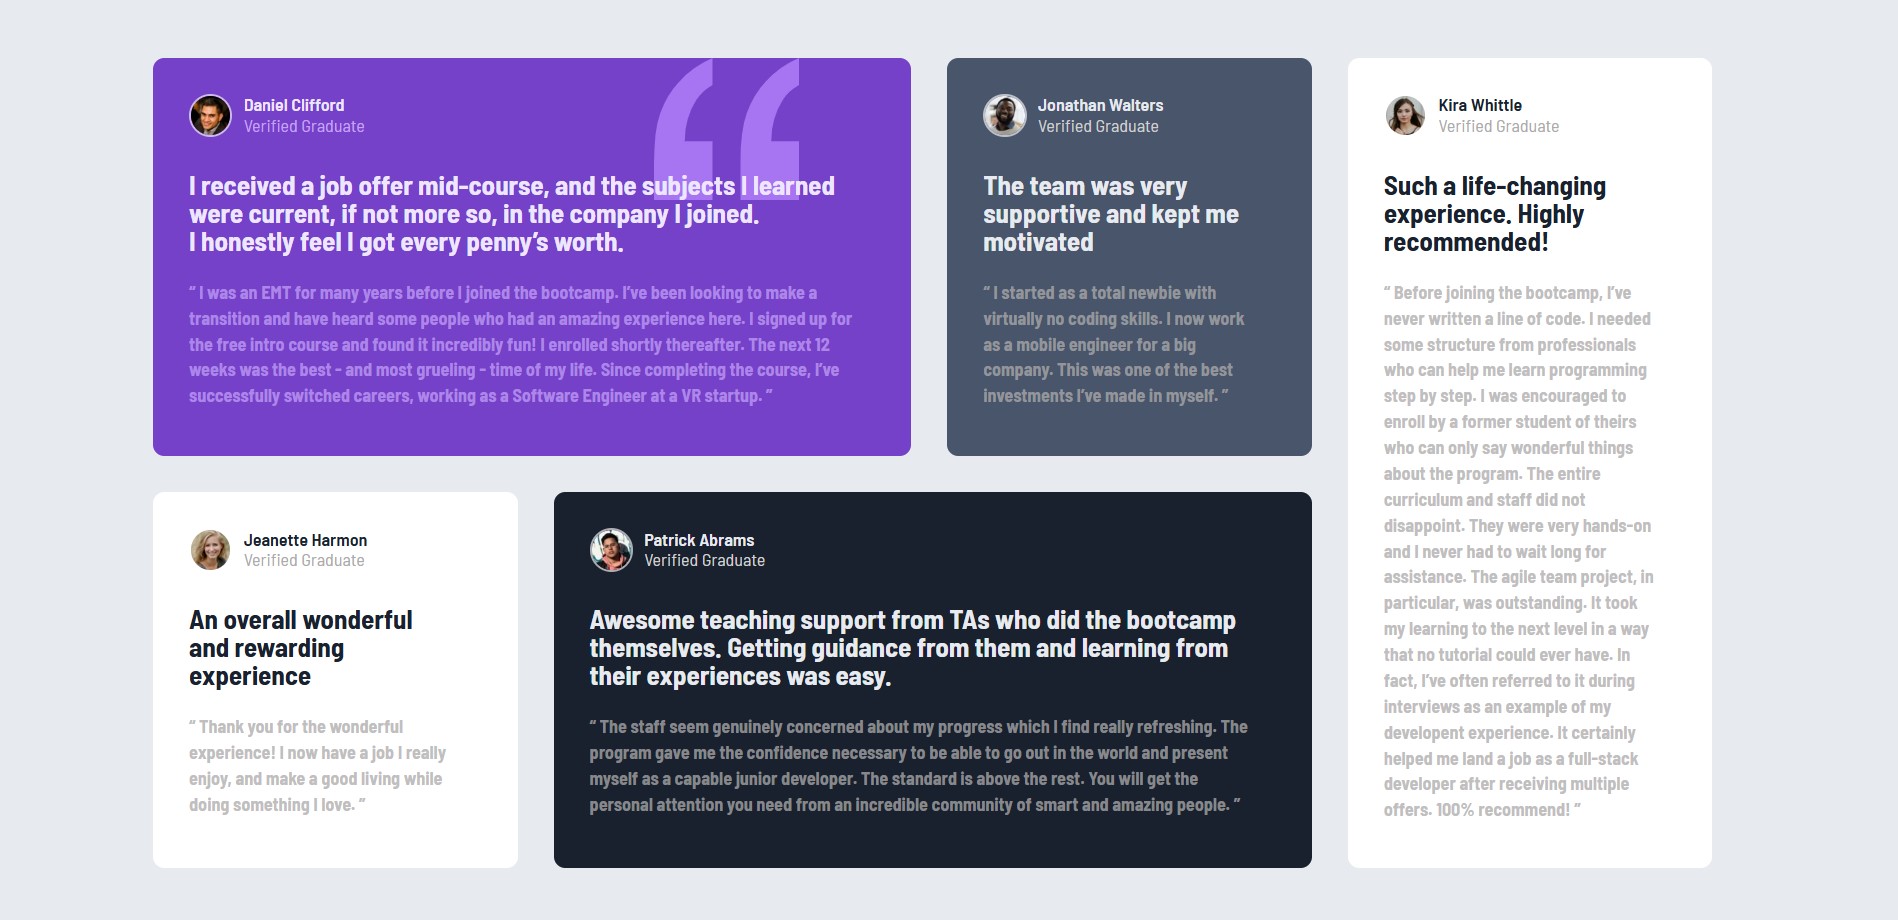 Daniel Clifford
Verified Graduate
I received a job offer mid-course, and the subjects I learned
were current, if not more so, in the company I joined.
I honestly feel I got every penny’s worth.
“ I was an EMT for many years before I joined the bootcamp. I’ve been looking to make a
transition and have heard some people who had an amazing experience here. I signed up for
the free intro course and found it incredibly fun! I enrolled shortly thereafter. The next 12
weeks was the best - and most grueling - time of my life. Since completing the course, I’ve
successfully switched careers, working as a Software Engineer at a VR startup. ”
Jonathan Walters
Verified Graduate
The team was very
supportive and kept me
motivated
“ I started as a total newbie with
virtually no coding skills. I now work
as a mobile engineer for a big
company. This was one of the best
investments I’ve made in myself. ”
Kira Whittle
Verified Graduate
Such a life-changing
experience. Highly
recommended!
“ Before joining the bootcamp, I’ve
never written a line of code. I needed
some structure from professionals
who can help me learn programming
step by step. I was encouraged to
enroll by a former student of theirs
who can only say wonderful things
about the program. The entire
curriculum and staff did not
disappoint. They were very hands-on
and I never had to wait long for
assistance. The agile team project, in
particular, was outstanding. It took
my learning to the next level in a way
that no tutorial could ever have. In
fact, I’ve often referred to it during
interviews as an example of my
developent experience. It certainly
helped me land a job as a full-stack
developer after receiving multiple
offers. 100% recommend! ”
Jeanette Harmon
Verified Graduate
An overall wonderful
and rewarding
experience
“ Thank you for the wonderful
experience! I now have a job I really
enjoy, and make a good living while
doing something I love. ”
Patrick Abrams
Verified Graduate
Awesome teaching support from TAs who did the bootcamp
themselves. Getting guidance from them and learning from
their experiences was easy.
“ The staff seem genuinely concerned about my progress which I find really refreshing. The
program gave me the confidence necessary to be able to go out in the world and present
myself as a capable junior developer. The standard is above the rest. You will get the
personal attention you need from an incredible community of smart and amazing people. ”